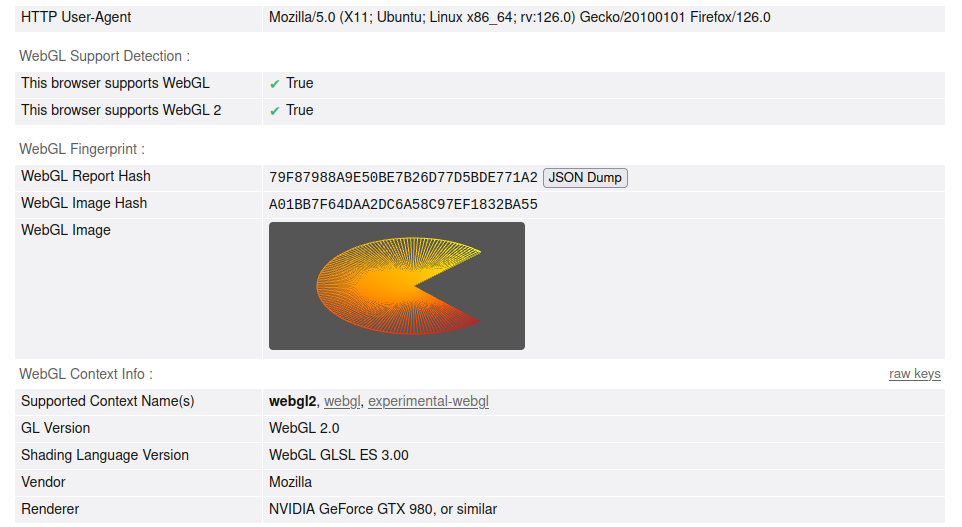 HTTP User-Agent Mozilla/5.0 (X11; Ubuntu; Linux x86_64; rv:126.0) Gecko/20100101 Firefox/126.0
WebGL Support Detection :
This browser supports WebGL ✔ True
This browser supports WebGL 2 ✔ True
WebGL Fingerprint :
WebGL Report Hash 79F87988A9E50BE7B26D77D5BDE771A2 JSON Dump
WebGL Image Hash A01BB7F64DAA2DC6A58C97EF1832BA55
WebGL Image
WebGL Context Info : raw keys
Supported Context Name(s) webgl2, webgl, experimental-webgl
GL Version WebGL 2.0
Shading Language Version WebGL GLSL ES 3.00
Vendor Mozilla
Renderer NVIDIA GeForce GTX 980, or similar